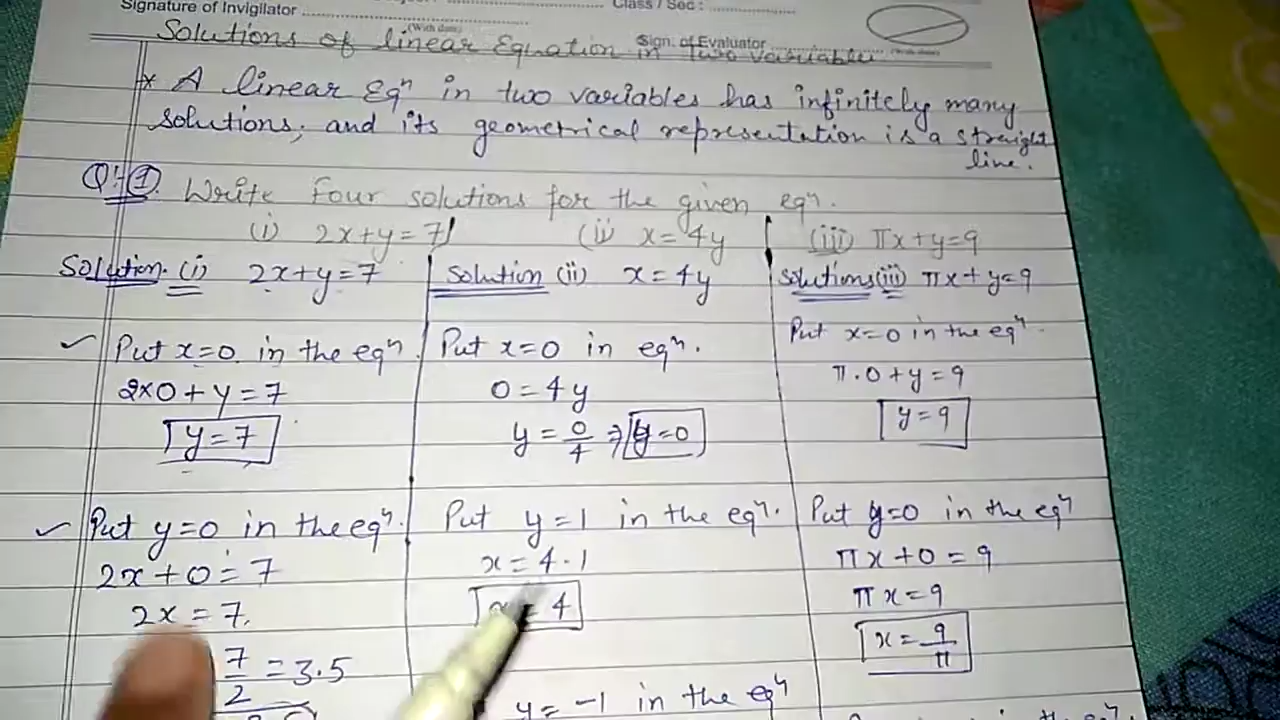 Signature of Invigilator
(With date)
Class / Sec :
Sign. of Evaluator
(With date)
Solutions of linear Equation in Two variable
* A linear Eqⁿ in two variables has infinitely many
solutions, and its geometrical representation is a straight
line.
Q:① Write Four solutions for the given eqⁿ.
(i) 2x+y=7 (ii) x=4y (iii) πx+y=9
Solution (i) 2x+y=7
✓ Put x=0 in the eqⁿ
2×0+y=7
y=7
✓ Put y=0 in the eqⁿ.
2x+0=7
2x=7
7/2 = 3.5
Solution (ii) x=4y
Put x=0 in eqⁿ.
0=4y
y=0/4 ⇒ y=0
Put y=1 in the eqⁿ.
x=4.1
x=4
y=-1 in the eqⁿ
Solutions (iii) πx+y=9
Put x=0 in the eqⁿ.
π.0+y=9
y=9
Put y=0 in the eqⁿ
πx+0=9
πx=9
x=9/π